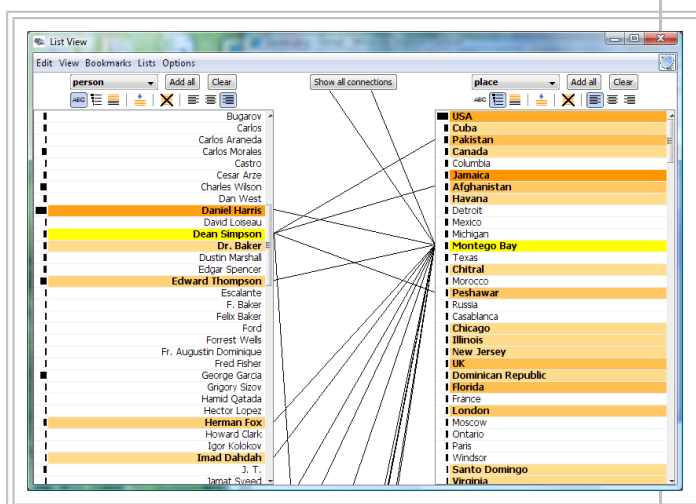 List View
Edit View Bookmarks Lists Options
person Add all Clear Show all connections place Add all Clear
ABC ABC
Bugarov
Carlos
Carlos Araneda
Carlos Morales
Castro
Cesar Arze
Charles Wilson
Dan West
Daniel Harris
David Loiseau
Dean Simpson
Dr. Baker
Dustin Marshall
Edgar Spencer
Edward Thompson
Escalante
F. Baker
Felix Baker
Ford
Forrest Wells
Fr. Augustin Dominique
Fred Fisher
George Garcia
Grigory Sizov
Hamid Qatada
Hector Lopez
Herman Fox
Howard Clark
Igor Kolokov
Imad Dahdah
J. T.
Jamat Syeed
USA
Cuba
Pakistan
Canada
Columbia
Jamaica
Afghanistan
Havana
Detroit
Mexico
Michigan
Montego Bay
Texas
Chitral
Morocco
Peshawar
Russia
Casablanca
Chicago
Illinois
New Jersey
UK
Dominican Republic
Florida
France
London
Moscow
Ontario
Paris
Windsor
Santo Domingo
Virginia